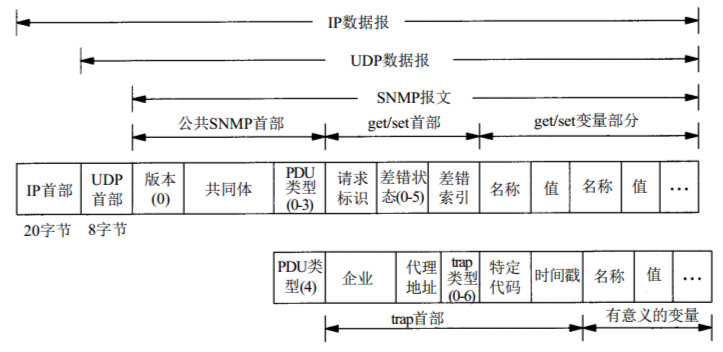 IP数据报
UDP数据报
SNMP报文
公共SNMP首部 get/set首部 get/set变量部分
IP首部 UDP首部 版本(0) 共同体 PDU类型(0-3) 请求标识 差错状态(0-5) 差错索引 名称 值 名称 值 ...
20字节 8字节
PDU类型(4) 企业 代理地址 trap类型(0-6) 特定代码 时间戳 名称 值 ...
trap首部 有意义的变量